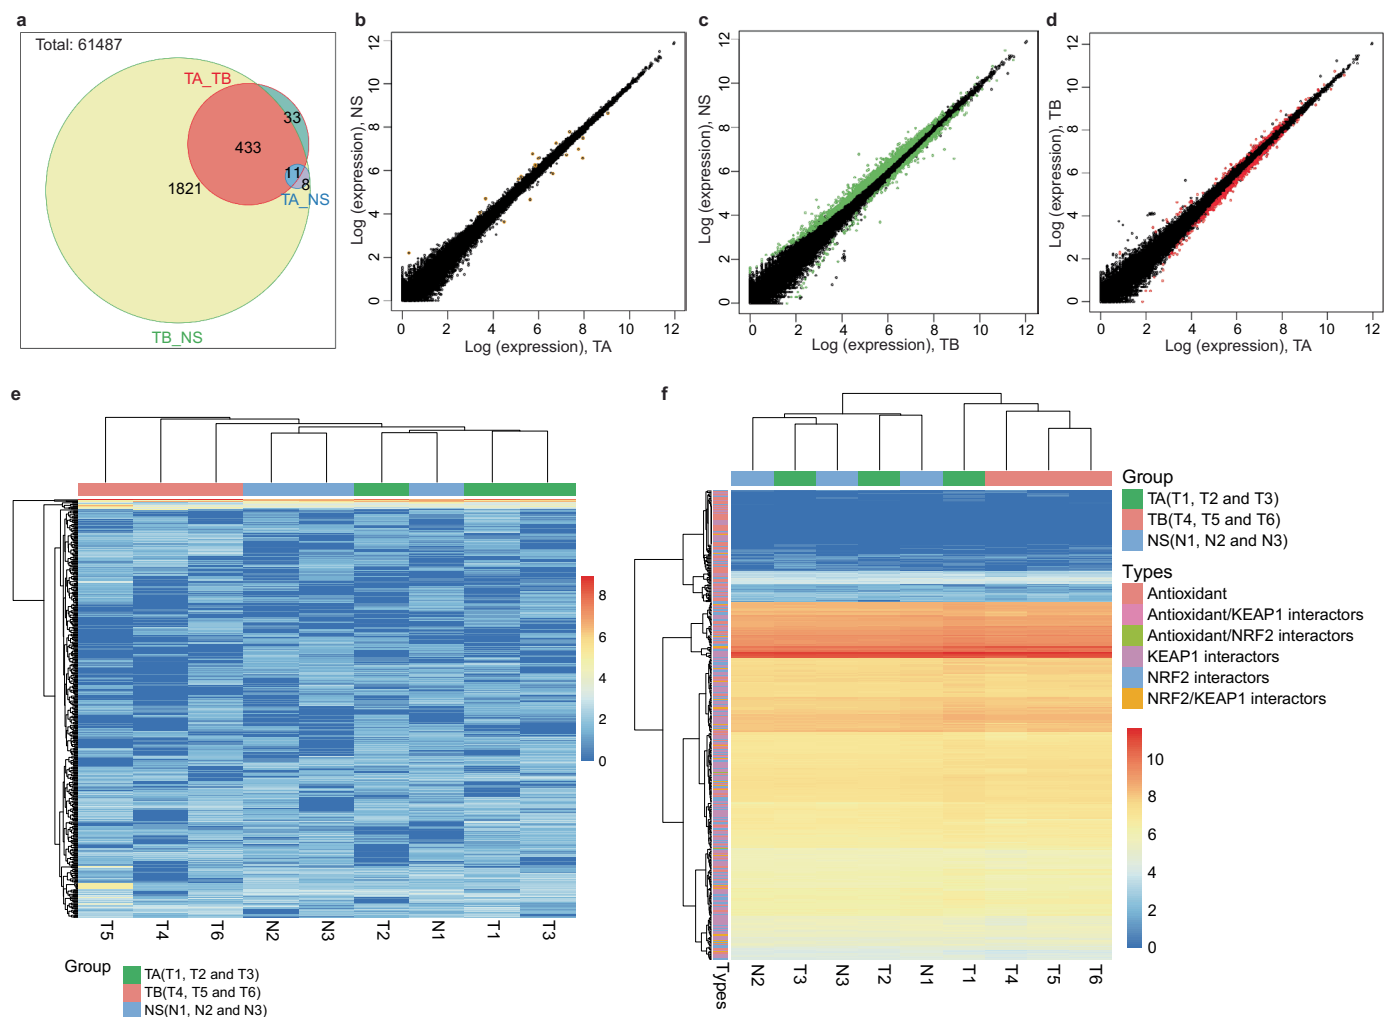 a
Total: 61487
TA_TB
33
433
11
8
1821
TA_NS
TB_NS
b
Log (expression), NS
12
10
8
6
4
2
0
0 2 4 6 8 10 12
Log (expression), TA
c
Log (expression), NS
12
10
8
6
4
2
0
0 2 4 6 8 10 12
Log (expression), TB
d
Log (expression), TB
12
10
8
6
4
2
0
0 2 4 6 8 10 12
Log (expression), TA
e
8
6
4
2
0
T5 T4 T6 N2 N3 T2 N1 T1 T3
Group
TA(T1, T2 and T3)
TB(T4, T5 and T6)
NS(N1, N2 and N3)
f
Group
TA(T1, T2 and T3)
TB(T4, T5 and T6)
NS(N1, N2 and N3)
Types
Antioxidant
Antioxidant/KEAP1 interactors
Antioxidant/NRF2 interactors
KEAP1 interactors
NRF2 interactors
NRF2/KEAP1 interactors
10
8
6
4
2
0
Types N2 T3 N3 T2 N1 T1 T4 T5 T6